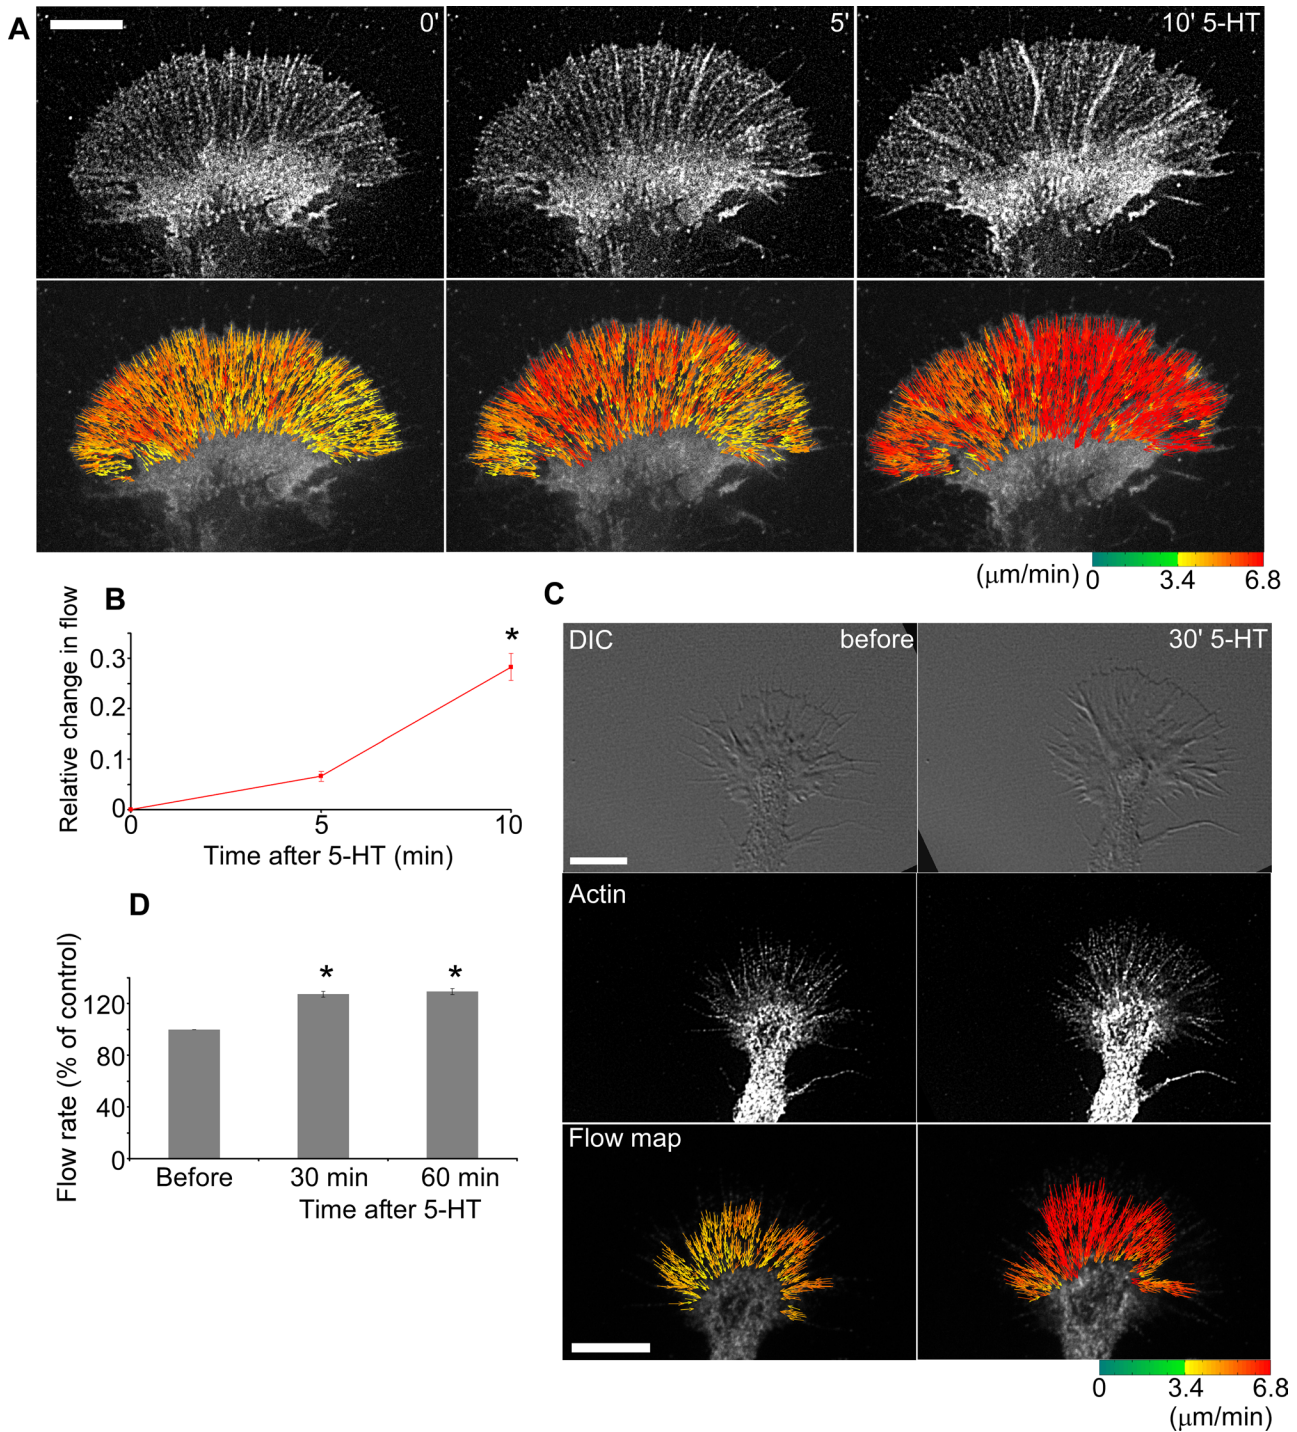 A
0'
5'
10' 5-HT
(μm/min) 0 3.4 6.8
B
Relative change in flow
0.3
0.2
0.1
0
0 5 10
*
Time after 5-HT (min)
C
DIC
before
30' 5-HT
Actin
Flow map
0 3.4 6.8
(μm/min)
D
Flow rate (% of control)
120
80
40
0
* *
Before 30 min 60 min
Time after 5-HT